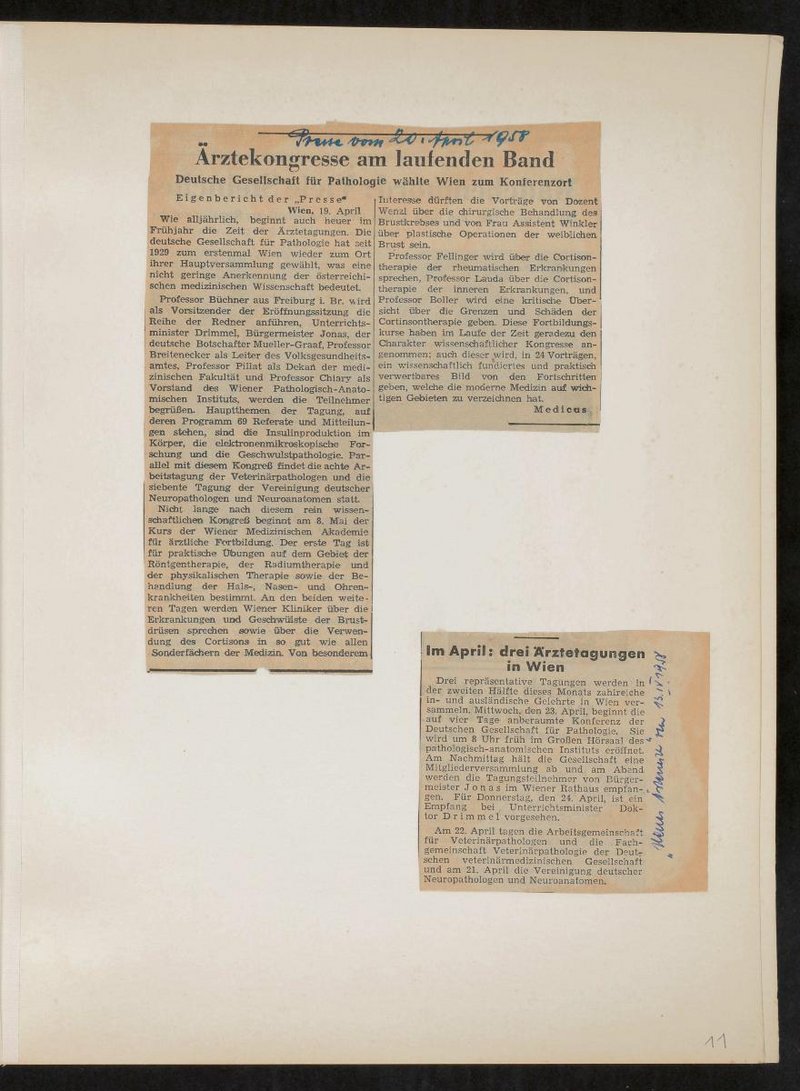 Presse vom 20. April 1958
Ärztekongresse am laufenden Band
Deutsche Gesellschaft für Pathologie wählte Wien zum Konferenzort
Eigenbericht der „Presse"
Wien, 19. April
Wie alljährlich, beginnt auch heuer im
Frühjahr die Zeit der Ärztetagungen. Die
deutsche Gesellschaft für Pathologie hat seit
1929 zum erstenmal Wien wieder zum Ort
ihrer Hauptversammlung gewählt, was eine
nicht geringe Anerkennung der österreichi-
schen medizinischen Wissenschaft bedeutet.
Professor Büchner aus Freiburg i. Br. wird
als Vorsitzender der Eröffnungssitzung die
Reihe der Redner anführen, Unterrichts-
minister Drimmel, Bürgermeister Jonas, der
deutsche Botschafter Mueller-Graaf, Professor
Breitenecker als Leiter des Volksgesundheits-
amtes, Professor Pillat als Dekan der medi-
zinischen Fakultät und Professor Chiary als
Vorstand des Wiener Pathologisch-Anato-
mischen Instituts, werden die Teilnehmer
begrüßen. Hauptthemen der Tagung, auf
deren Programm 69 Referate und Mitteilun-
gen stehen, sind die Insulinproduktion im
Körper, die elektronenmikroskopische For-
schung und die Geschwulstpathologie. Par-
allel mit diesem Kongreß findet die achte Ar-
beitstagung der Veterinärpathologen und die
siebente Tagung der Vereinigung deutscher
Neuropathologen und Neuroanatomen statt.
Nicht lange nach diesem rein wissen-
schaftlichen Kongreß beginnt am 8. Mai der
Kurs der Wiener Medizinischen Akademie
für ärztliche Fortbildung. Der erste Tag ist
für praktische Übungen auf dem Gebiet der
Röntgentherapie, der Radiumtherapie und
der physikalischen Therapie sowie der Be-
handlung der Hals-, Nasen- und Ohren-
krankheiten bestimmt. An den beiden weite-
ren Tagen werden Wiener Kliniker über die
Erkrankungen und Geschwülste der Brust-
drüsen sprechen sowie über die Verwen-
dung des Cortisons in so gut wie allen
Sonderfächern der Medizin. Von besonderem
Interesse dürften die Vorträge von Dozent
Wenzl über die chirurgische Behandlung des
Brustkrebses und von Frau Assistent Winkler
über plastische Operationen der weiblichen
Brust sein.
Professor Fellinger wird über die Cortison-
therapie der rheumatischen Erkrankungen
sprechen, Professor Lauda über die Cortison-
therapie der inneren Erkrankungen, und
Professor Boller wird eine kritische Über-
sicht über die Grenzen und Schäden der
Cortinsontherapie geben. Diese Fortbildungs-
kurse haben im Laufe der Zeit geradezu den
Charakter wissenschaftlicher Kongresse an-
genommen; auch dieser wird, in 24 Vorträgen,
ein wissenschaftlich fundiertes und praktisch
verwertbares Bild von den Fortschritten
geben, welche die moderne Medizin auf wich-
tigen Gebieten zu verzeichnen hat.
Medicus
Im April: drei Ärztetagungen
in Wien
Drei repräsentative Tagungen werden in
der zweiten Hälfte dieses Monats zahlreiche
in- und ausländische Gelehrte in Wien ver-
sammeln. Mittwoch, den 23. April, beginnt die
auf vier Tage anberaumte Konferenz der
Deutschen Gesellschaft für Pathologie. Sie
wird um 8 Uhr früh im Großen Hörsaal des
pathologisch-anatomischen Instituts eröffnet.
Am Nachmittag hält die Gesellschaft eine
Mitgliederversammlung ab und am Abend
werden die Tagungsteilnehmer von Bürger-
meister Jonas im Wiener Rathaus empfan-
gen. Für Donnerstag, den 24. April, ist ein
Empfang bei Unterrichtsminister Dok-
tor Drimmel vorgesehen.
Am 22. April tagen die Arbeitsgemeinschaft
für Veterinärpathologen und die Fach-
gemeinschaft Veterinärpathologie der Deut-
schen veterinärmedizinischen Gesellschaft
und am 21. April die Vereinigung deutscher
Neuropathologen und Neuroanatomen.
13. IV 1958
11